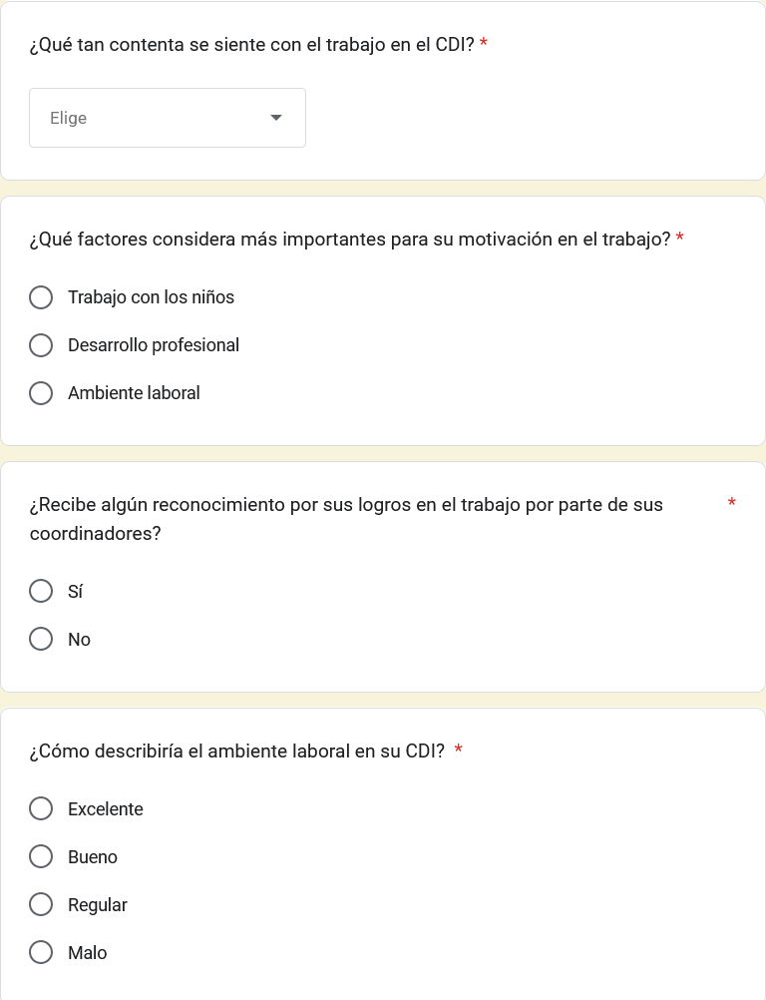 ¿Qué tan contenta se siente con el trabajo en el CDI? *
Elige
¿Qué factores considera más importantes para su motivación en el trabajo? *
Trabajo con los niños
Desarrollo profesional
Ambiente laboral
¿Recibe algún reconocimiento por sus logros en el trabajo por parte de sus *
coordinadores?
Sí
No
¿Cómo describiría el ambiente laboral en su CDI? *
Excelente
Bueno
Regular
Malo